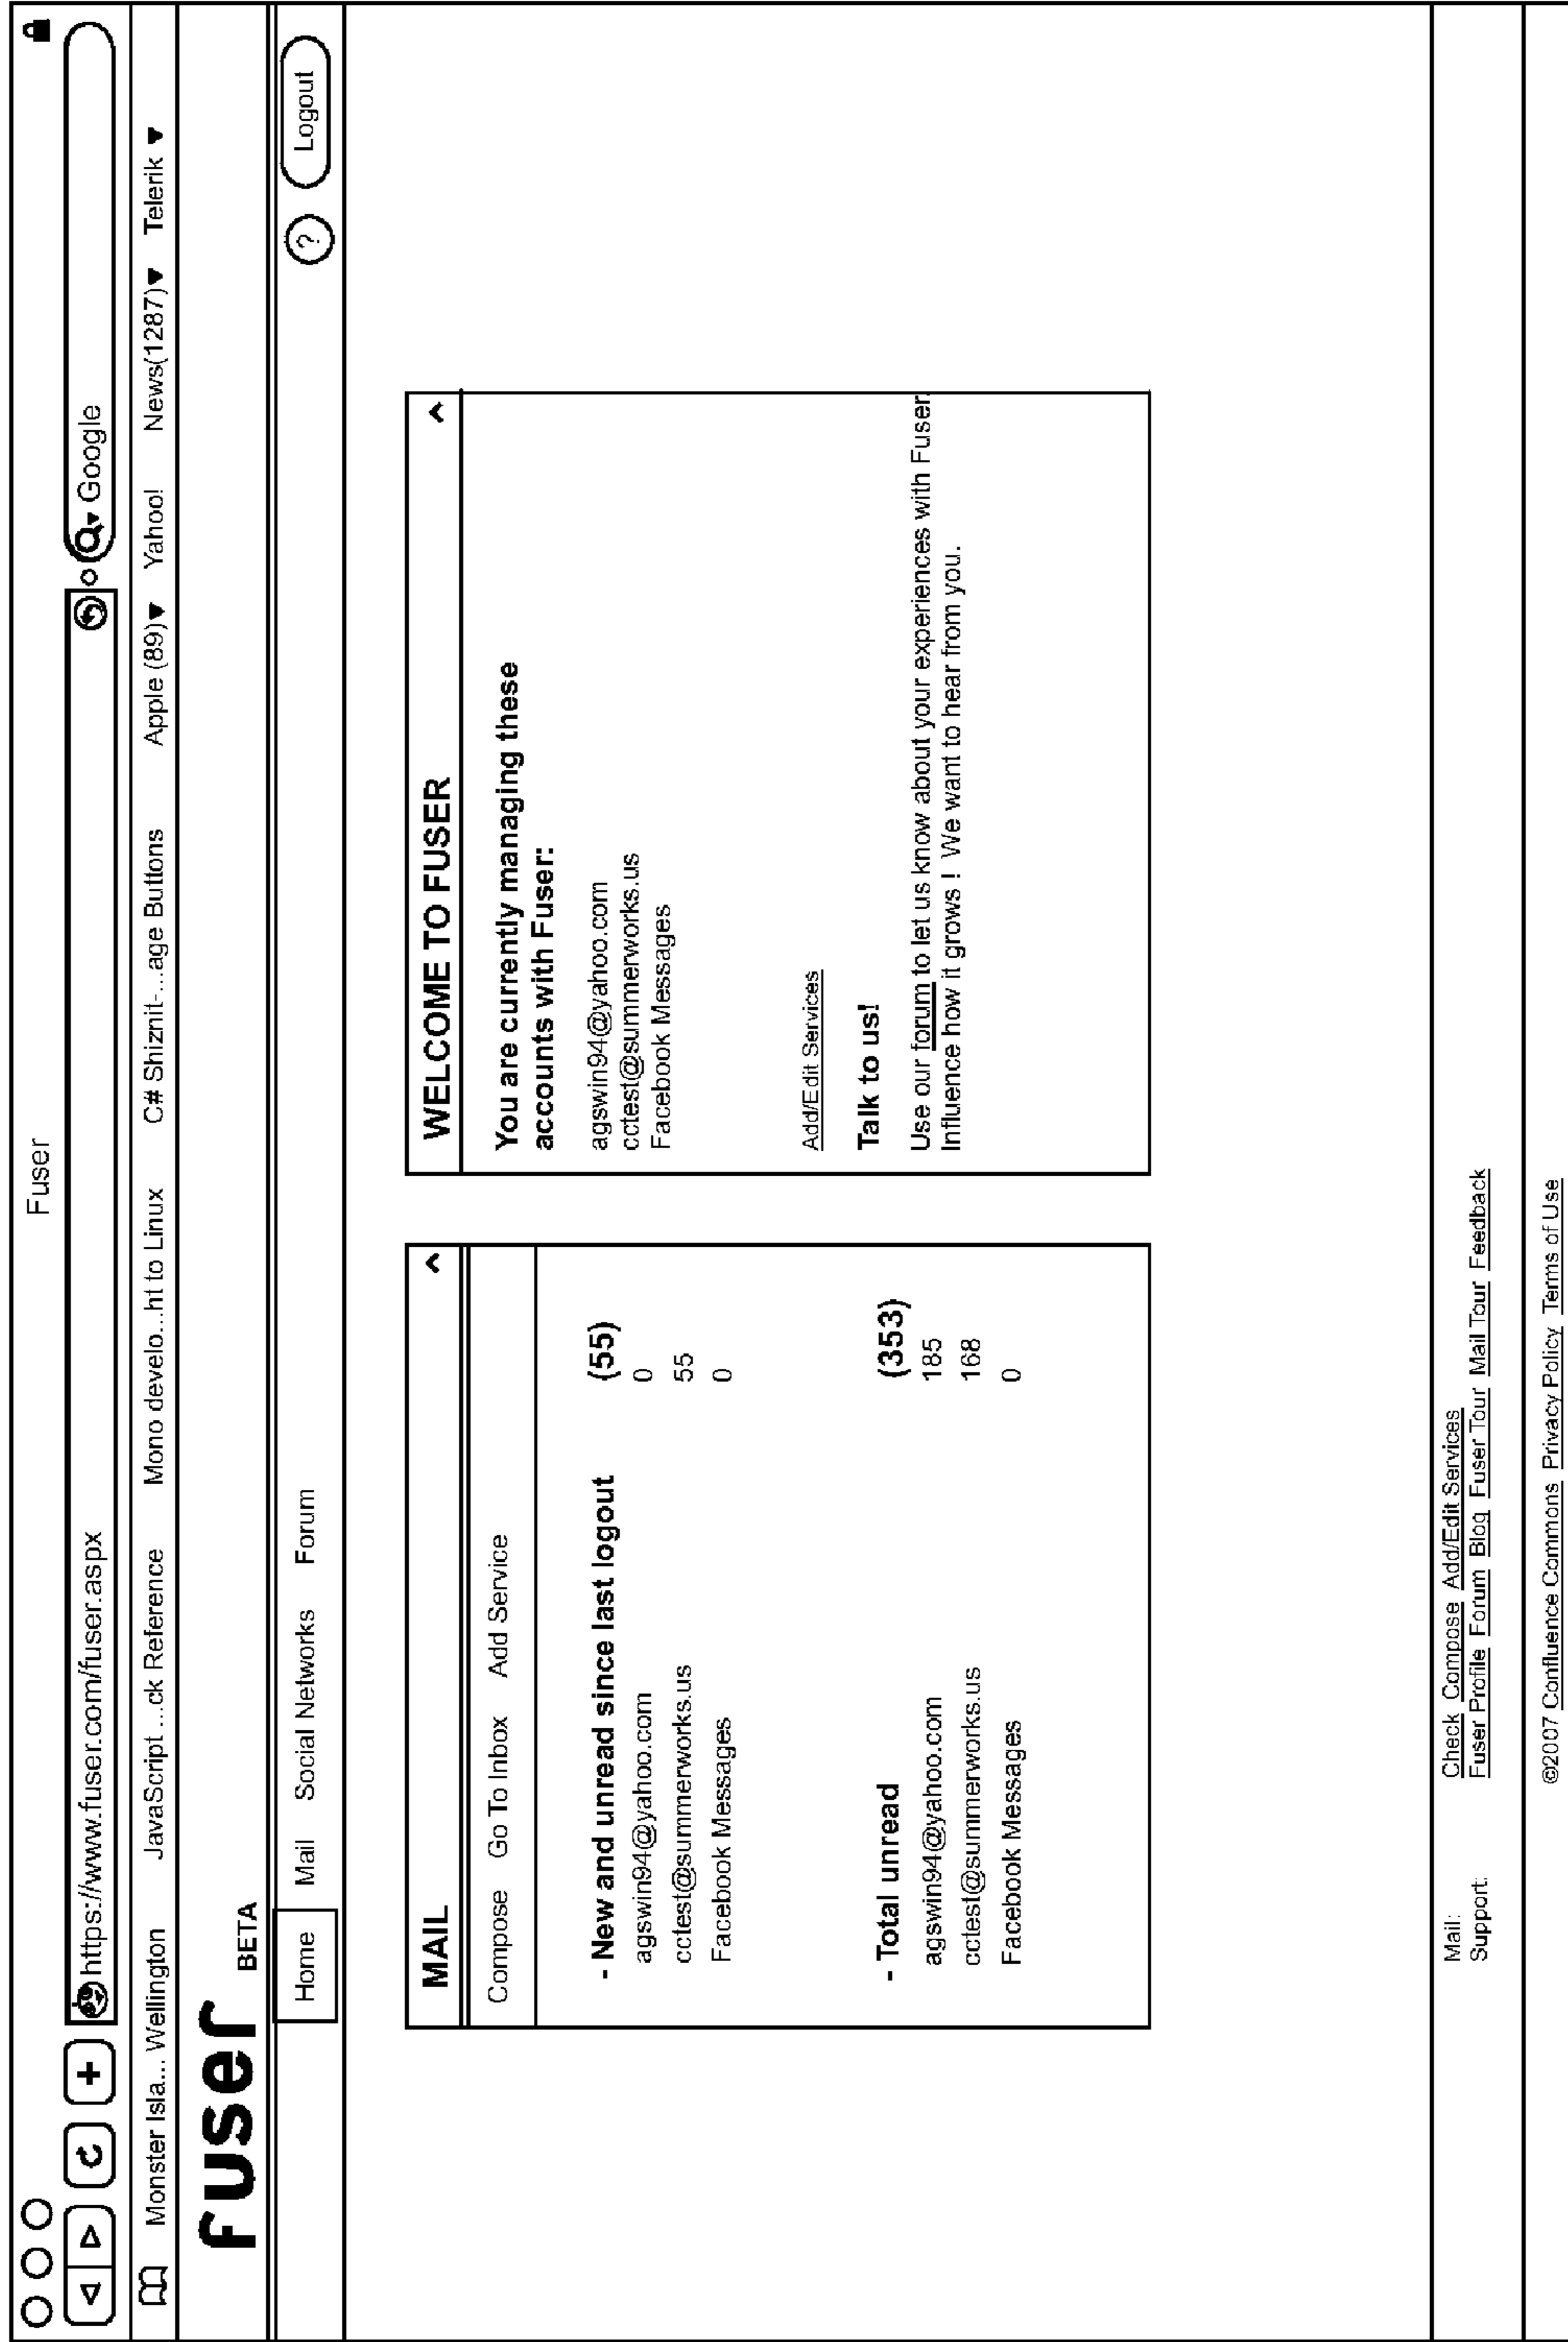 Fuser
https://www.fuser.com/fuser.aspx Google
Monster Isla... Wellington JavaScript ...ck Reference Mono develo...ht to Linux C# Shiznit-...age Buttons Apple (89) Yahoo! News(1287) Telerik
fuser BETA
Home Mail Social Networks Forum ? Logout
MAIL
Compose Go To Inbox Add Service
- New and unread since last logout (55)
agswin94@yahoo.com 0
cctest@summerworks.us 55
Facebook Messages 0
- Total unread (353)
agswin94@yahoo.com 185
cctest@summerworks.us 168
Facebook Messages 0
WELCOME TO FUSER
You are currently managing these
accounts with Fuser:
agswin94@yahoo.com
cctest@summerworks.us
Facebook Messages
Add/Edit Services
Talk to us!
Use our forum to let us know about your experiences with Fuser.
Influence how it grows ! We want to hear from you.
Mail: Check Compose Add/Edit Services
Support: Fuser Profile Forum Blog Fuser Tour Mail Tour Feedback
©2007 Confluence Commons Privacy Policy Terms of Use